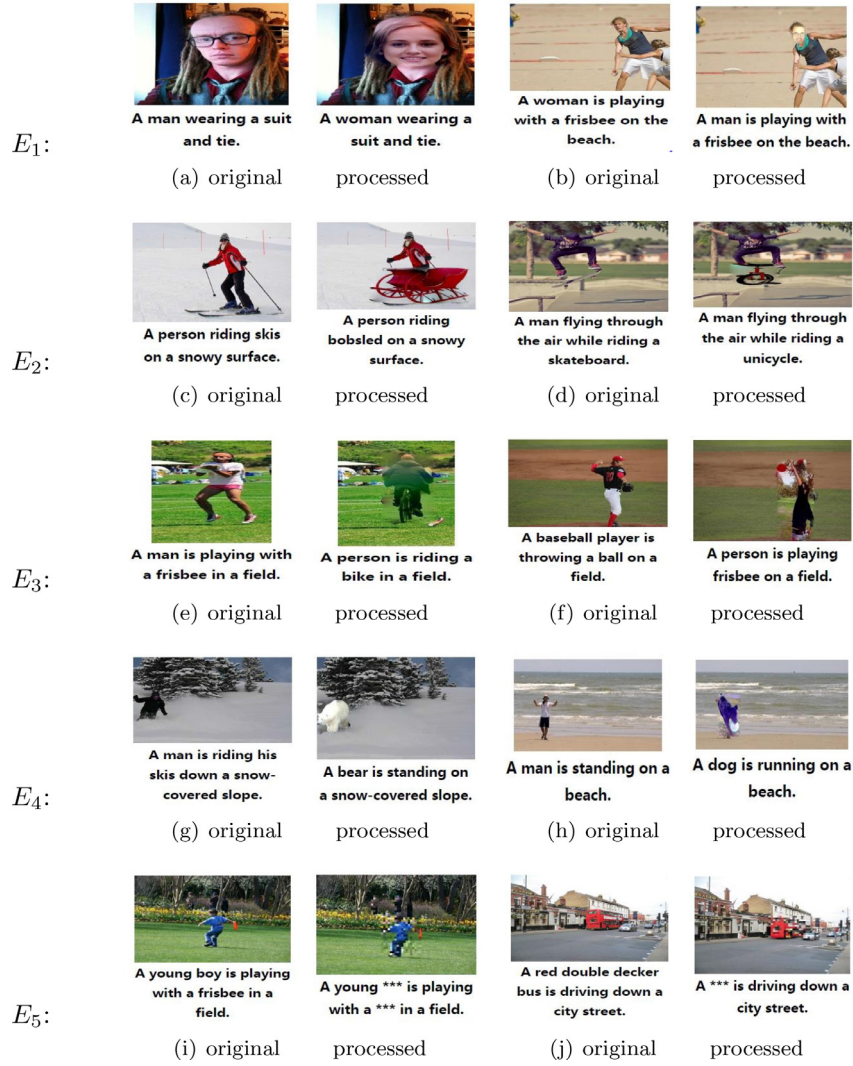 A man wearing a suit
and tie.
A woman wearing a
suit and tie.
A woman is playing
with a frisbee on the
beach.
A man is playing with
a frisbee on the beach.
E1:
(a) original
processed
(b) original
processed
A person riding skis
on a snowy surface.
A person riding
bobsled on a snowy
surface.
A man flying through
the air while riding a
skateboard.
A man flying through
the air while riding a
unicycle.
E2:
(c) original
processed
(d) original
processed
A man is playing with
a frisbee in a field.
A person is riding a
bike in a field.
A baseball player is
throwing a ball on a
field.
A person is playing
frisbee on a field.
E3:
(e) original
processed
(f) original
processed
A man is riding his
skis down a snow-
covered slope.
A bear is standing on
a snow-covered slope.
A man is standing on a
beach.
A dog is running on a
beach.
E4:
(g) original
processed
(h) original
processed
A young boy is playing
with a frisbee in a
field.
A young *** is playing
with a *** in a field.
A red double decker
bus is driving down a
city street.
A *** is driving down a
city street.
E5:
(i) original
processed
(j) original
processed